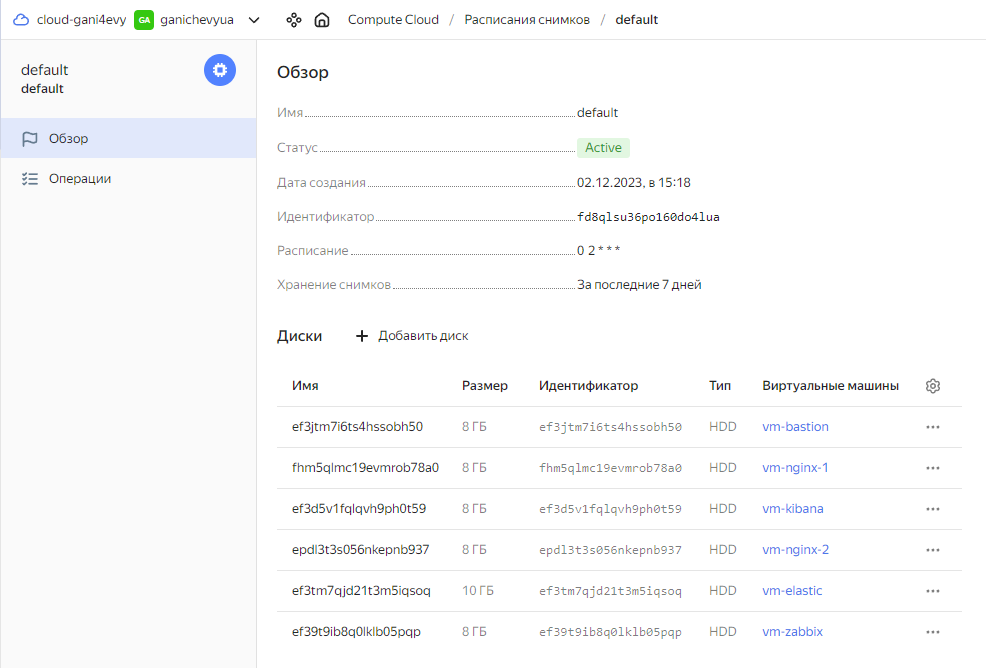 cloud-gani4evy GA ganichevyua Compute Cloud / Расписания снимков / default
default
default
Обзор
Операции
Обзор
Имя default
Статус Active
Дата создания 02.12.2023, в 15:18
Идентификатор fd8qlsu36po160do4lua
Расписание 0 2 * * *
Хранение снимков За последние 7 дней
Диски + Добавить диск
Имя Размер Идентификатор Тип Виртуальные машины
ef3jtm7i6ts4hssobh50 8 ГБ ef3jtm7i6ts4hssobh50 HDD vm-bastion
fhm5qlmc19evmrob78a0 8 ГБ fhm5qlmc19evmrob78a0 HDD vm-nginx-1
ef3d5v1fqlqvh9ph0t59 8 ГБ ef3d5v1fqlqvh9ph0t59 HDD vm-kibana
epdl3t3s056nkepnb937 8 ГБ epdl3t3s056nkepnb937 HDD vm-nginx-2
ef3tm7qjd21t3m5iqsoq 10 ГБ ef3tm7qjd21t3m5iqsoq HDD vm-elastic
ef39t9ib8q0lklb05pqp 8 ГБ ef39t9ib8q0lklb05pqp HDD vm-zabbix